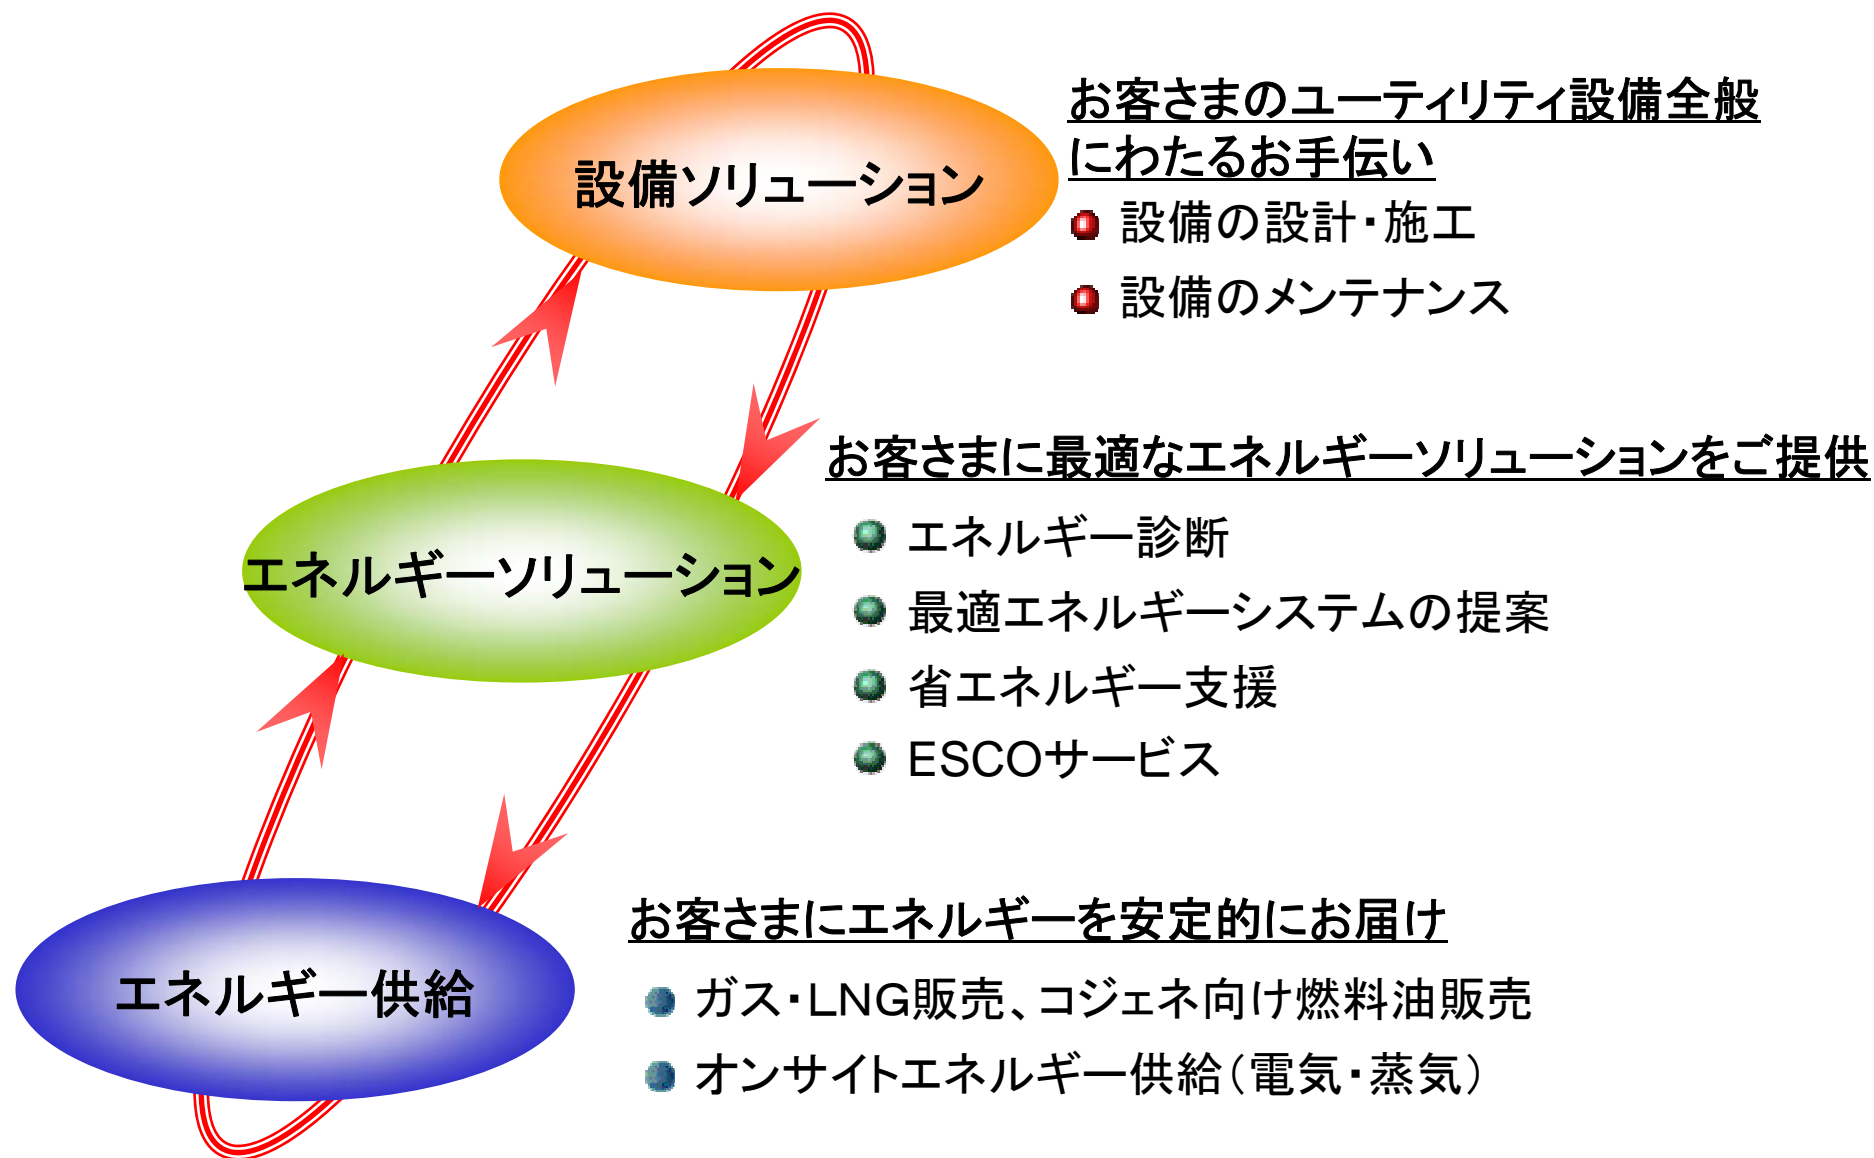 設備ソリューション
お客さまのユーティリティ設備全般
にわたるお手伝い
設備の設計・施工
設備のメンテナンス
エネルギーソリューション
お客さまに最適なエネルギーソリューションをご提供
エネルギー診断
最適エネルギーシステムの提案
省エネルギー支援
ESCOサービス
エネルギー供給
お客さまにエネルギーを安定的にお届け
ガス・LNG販売、コジェネ向け燃料油販売
オンサイトエネルギー供給（電気・蒸気）